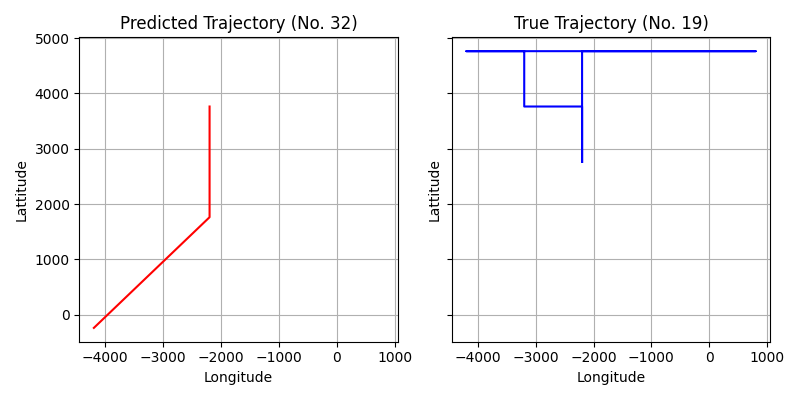 Predicted Trajectory (No. 32)
True Trajectory (No. 19)
5000
4000
3000
2000
1000
0
Lattitude
Lattitude
−4000 −3000 −2000 −1000 0 1000
−4000 −3000 −2000 −1000 0 1000
Longitude
Longitude